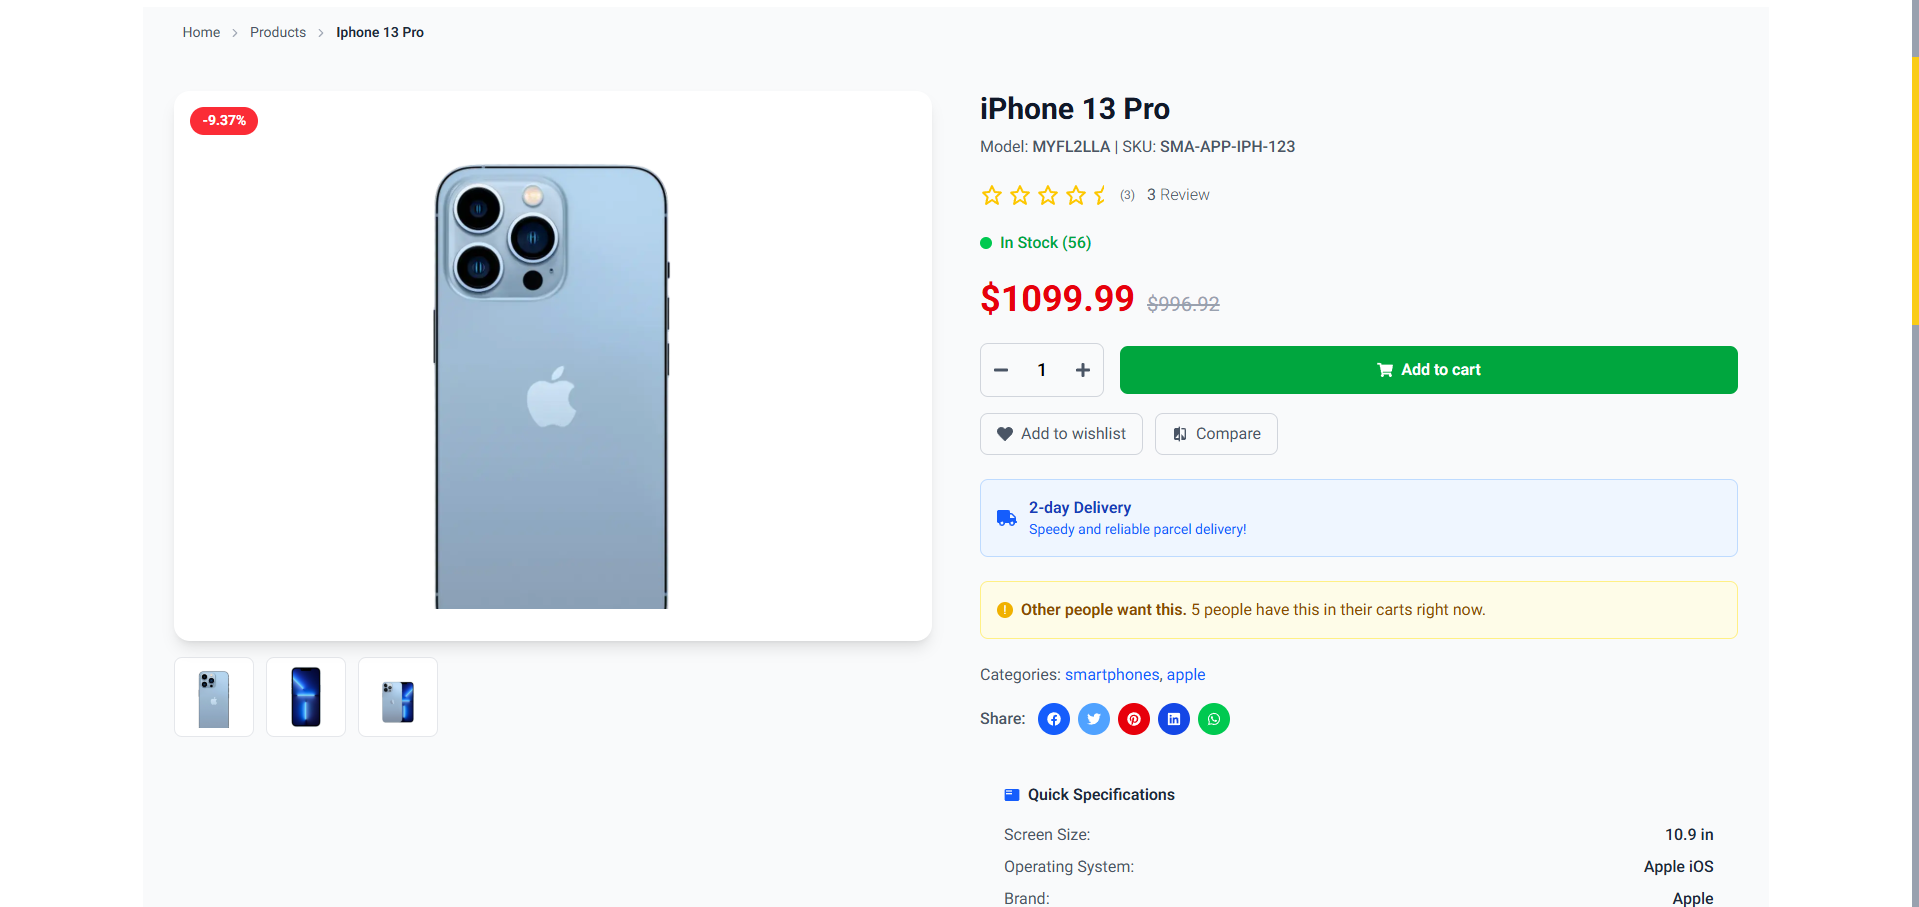 Home > Products > Iphone 13 Pro
-9.37%
iPhone 13 Pro
Model: MYFL2LLA | SKU: SMA-APP-IPH-123
(3) 3 Review
In Stock (56)
$1099.99 $996.92
1
Add to cart
Add to wishlist
Compare
2-day Delivery
Speedy and reliable parcel delivery!
Other people want this. 5 people have this in their carts right now.
Categories: smartphones, apple
Share:
Quick Specifications
Screen Size: 10.9 in
Operating System: Apple iOS
Brand: Apple